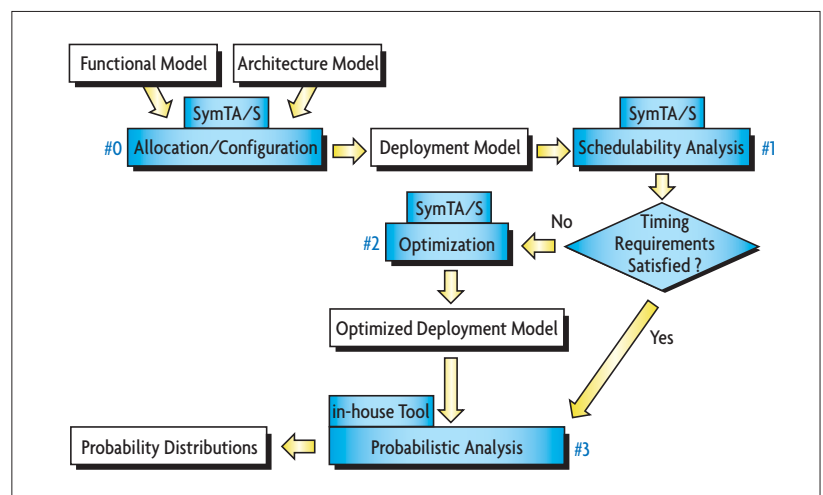 Functional Model
Architecture Model
SymTA/S
SymTA/S
#0
Allocation/Configuration
Deployment Model
Schedulability Analysis
#1
SymTA/S
#2
Optimization
No
Timing
Requirements
Satisfied ?
Optimized Deployment Model
Yes
in-house Tool
Probability Distributions
Probabilistic Analysis
#3